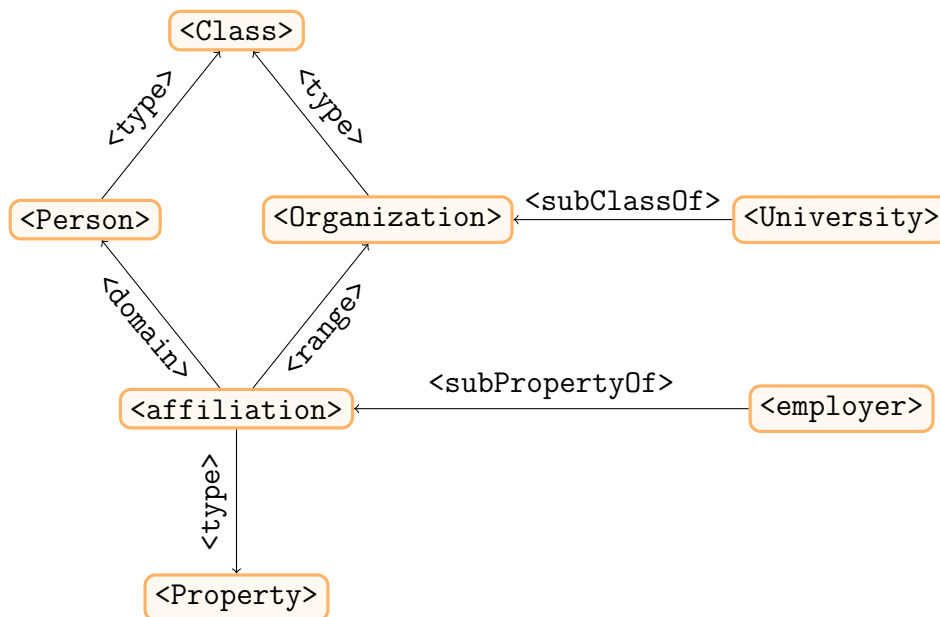 <Class>
<type>
<type>
<Person>
<Organization>
<subClassOf>
<University>
<domain>
<range>
<affiliation>
<subPropertyOf>
<employer>
<type>
<Property>